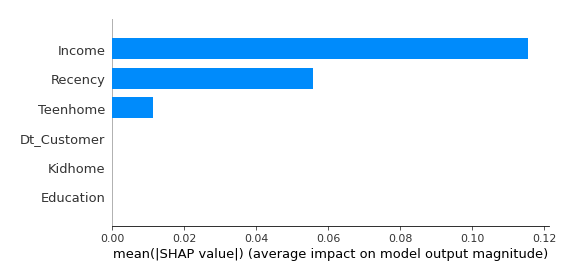 Income
Recency
Teenhome
Dt_Customer
Kidhome
Education
0.00 0.02 0.04 0.06 0.08 0.10 0.12
mean(|SHAP value|) (average impact on model output magnitude)